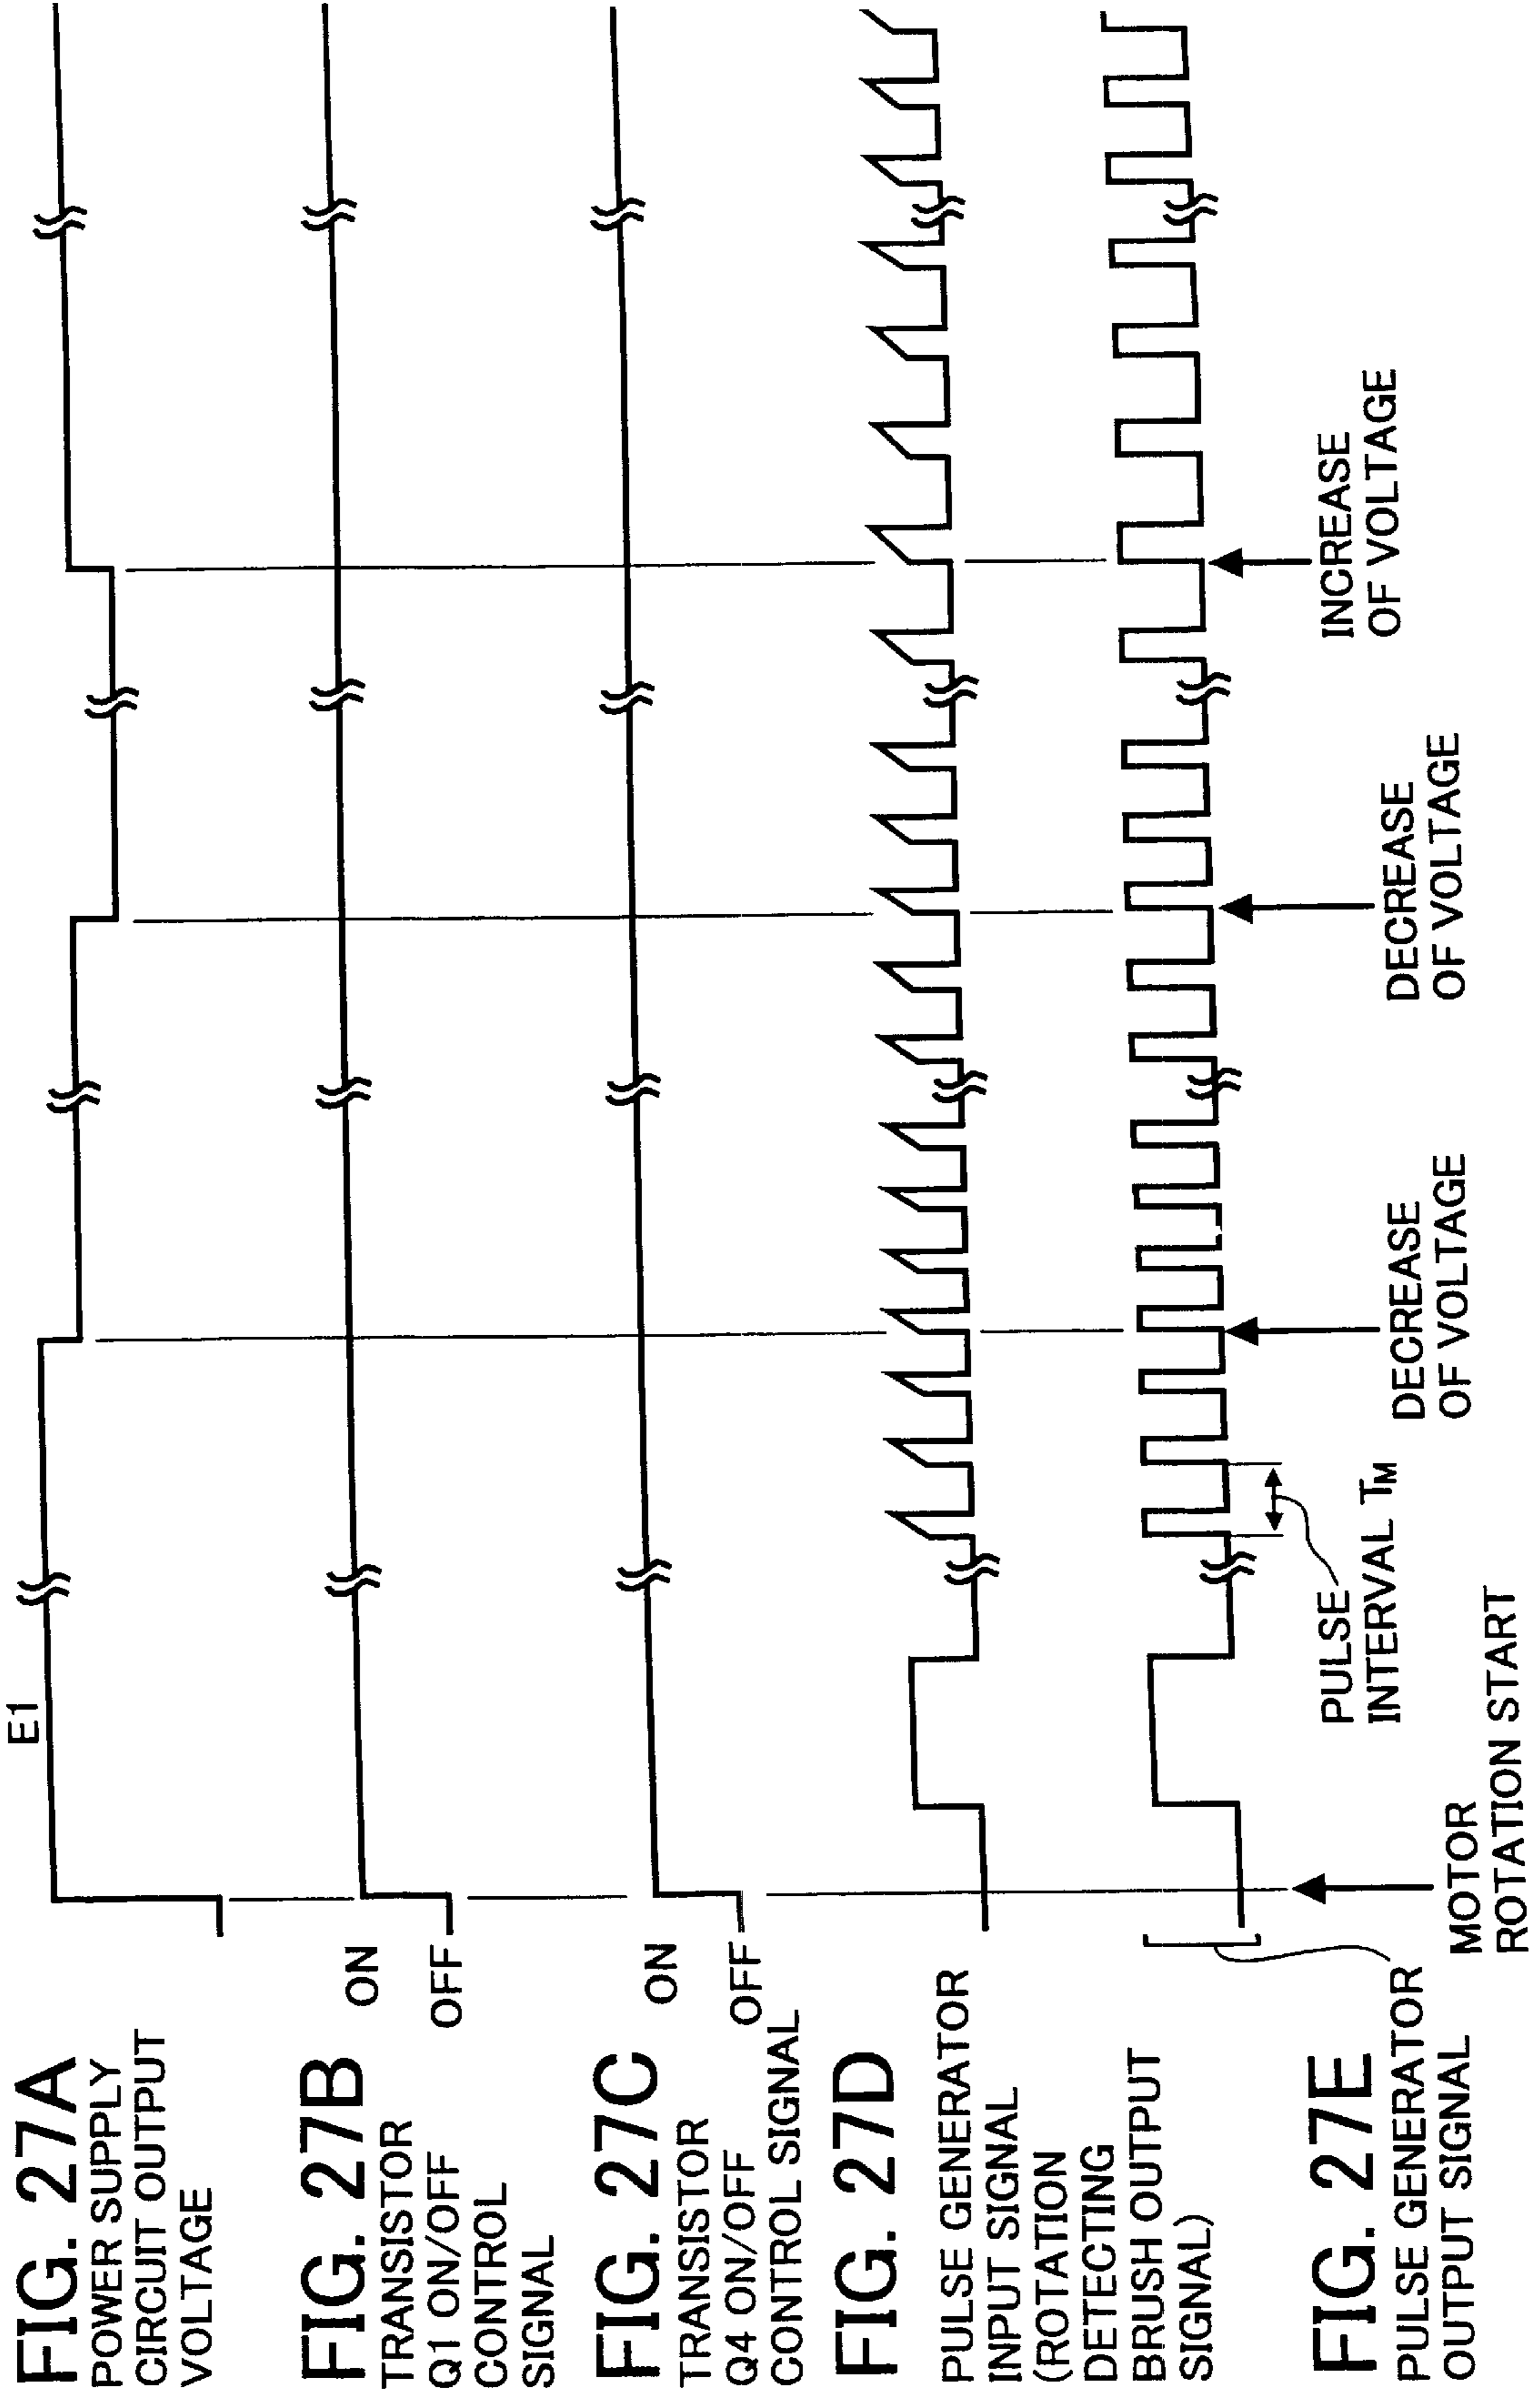 FIG. 27A
POWER SUPPLY
CIRCUIT OUTPUT
VOLTAGE
E1
FIG. 27B
TRANSISTOR
Q1 ON/OFF
CONTROL
SIGNAL
ON
OFF
FIG. 27C
TRANSISTOR
Q4 ON/OFF
CONTROL SIGNAL
ON
OFF
FIG. 27D
PULSE GENERATOR
INPUT SIGNAL
(ROTATION
DETECTING
BRUSH OUTPUT
SIGNAL)
FIG. 27E
PULSE GENERATOR
OUTPUT SIGNAL
MOTOR
ROTATION START
PULSE
INTERVAL TM
DECREASE
OF VOLTAGE
DECREASE
OF VOLTAGE
INCREASE
OF VOLTAGE